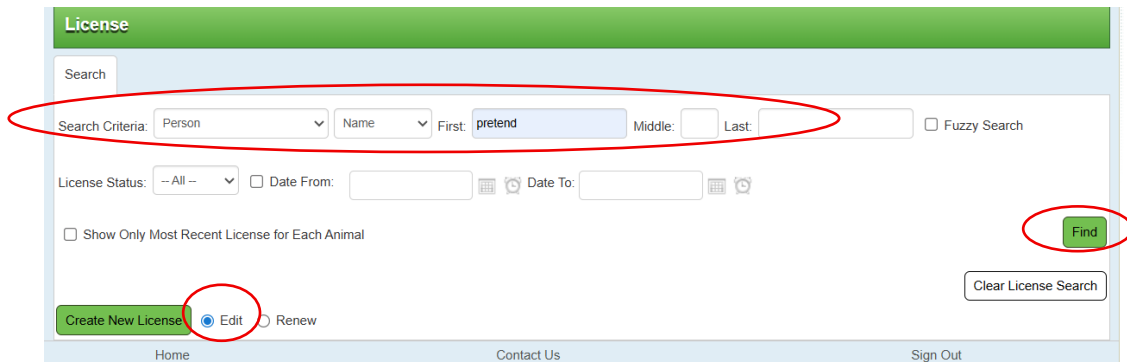 License
Search
Search Criteria: Person Name First: pretend Middle: Last: Fuzzy Search
License Status: -- All -- Date From: Date To:
Show Only Most Recent License for Each Animal
Find
Clear License Search
Create New License Edit Renew
Home Contact Us Sign Out